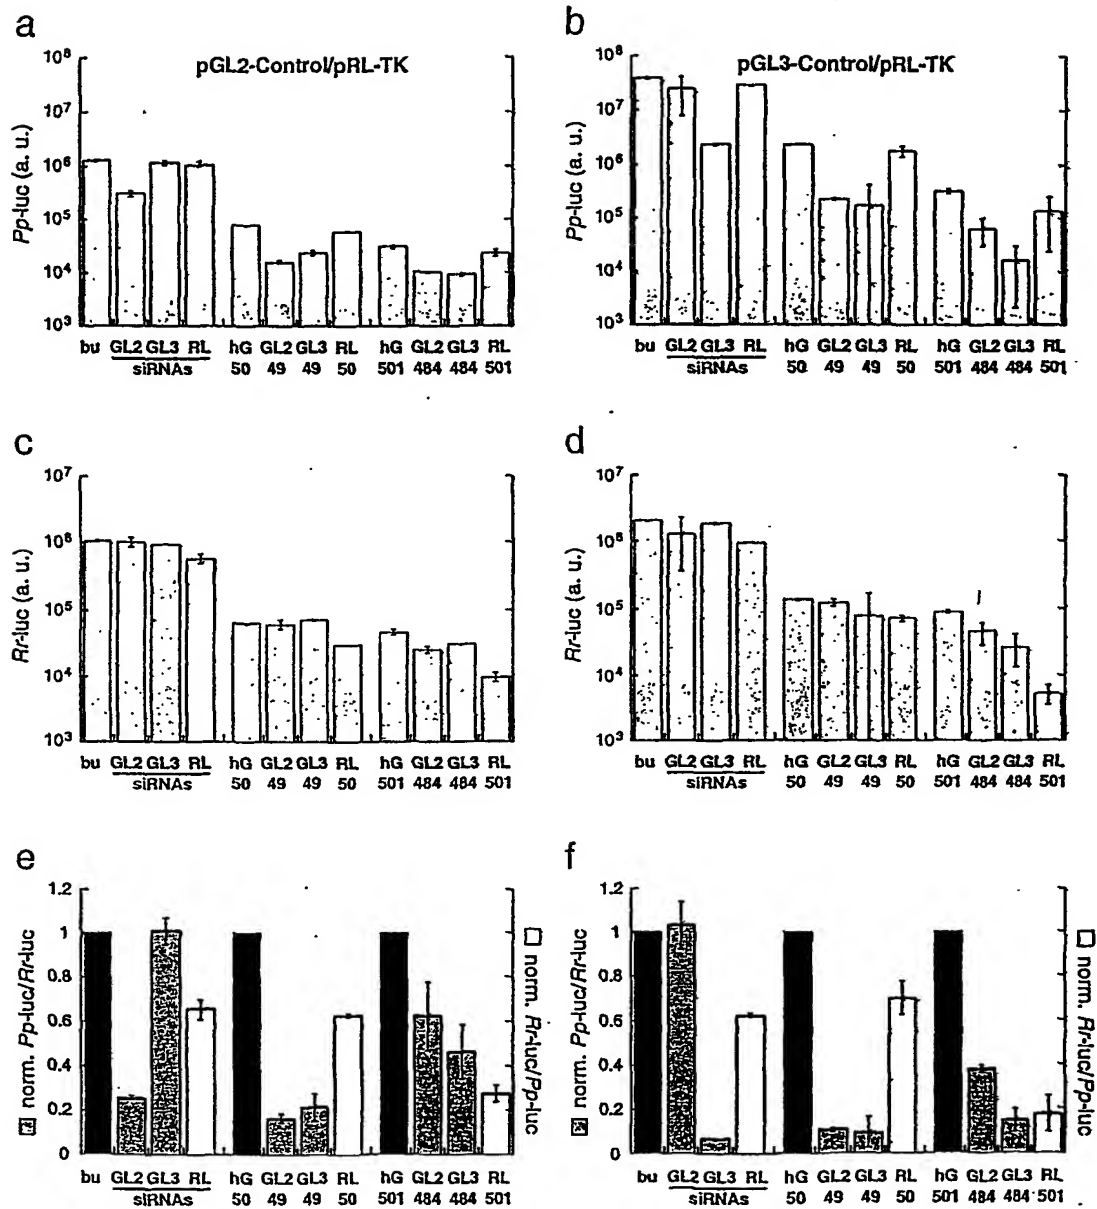 a
pGL2-Control/pRL-TK
Pp-luc (a. u.)
10⁸
10⁷
10⁶
10⁵
10⁴
10³
bu GL2 GL3 RL hG GL2 GL3 RL hG GL2 GL3 RL
siRNAs 50 49 49 50 501 484 484 501
b
pGL3-Control/pRL-TK
Pp-luc (a. u.)
10⁸
10⁷
10⁶
10⁵
10⁴
10³
bu GL2 GL3 RL hG GL2 GL3 RL hG GL2 GL3 RL
siRNAs 50 49 49 50 501 484 484 501
c
Rr-luc (a. u.)
10⁷
10⁶
10⁵
10⁴
10³
bu GL2 GL3 RL hG GL2 GL3 RL hG GL2 GL3 RL
siRNAs 50 49 49 50 501 484 484 501
d
Rr-luc (a. u.)
10⁷
10⁶
10⁵
10⁴
10³
bu GL2 GL3 RL hG GL2 GL3 RL hG GL2 GL3 RL
siRNAs 50 49 49 50 501 484 484 501
e
norm. Pp-luc/Rr-luc
1.2
1
0.8
0.6
0.4
0.2
0
norm. Rr-luc/Pp-luc
bu GL2 GL3 RL hG GL2 GL3 RL hG GL2 GL3 RL
siRNAs 50 49 49 50 501 484 484 501
f
norm. Pp-luc/Rr-luc
1.2
1
0.8
0.6
0.4
0.2
0
norm. Rr-luc/Pp-luc
bu GL2 GL3 RL hG GL2 GL3 RL hG GL2 GL3 RL
siRNAs 50 49 49 50 501 484 484 501